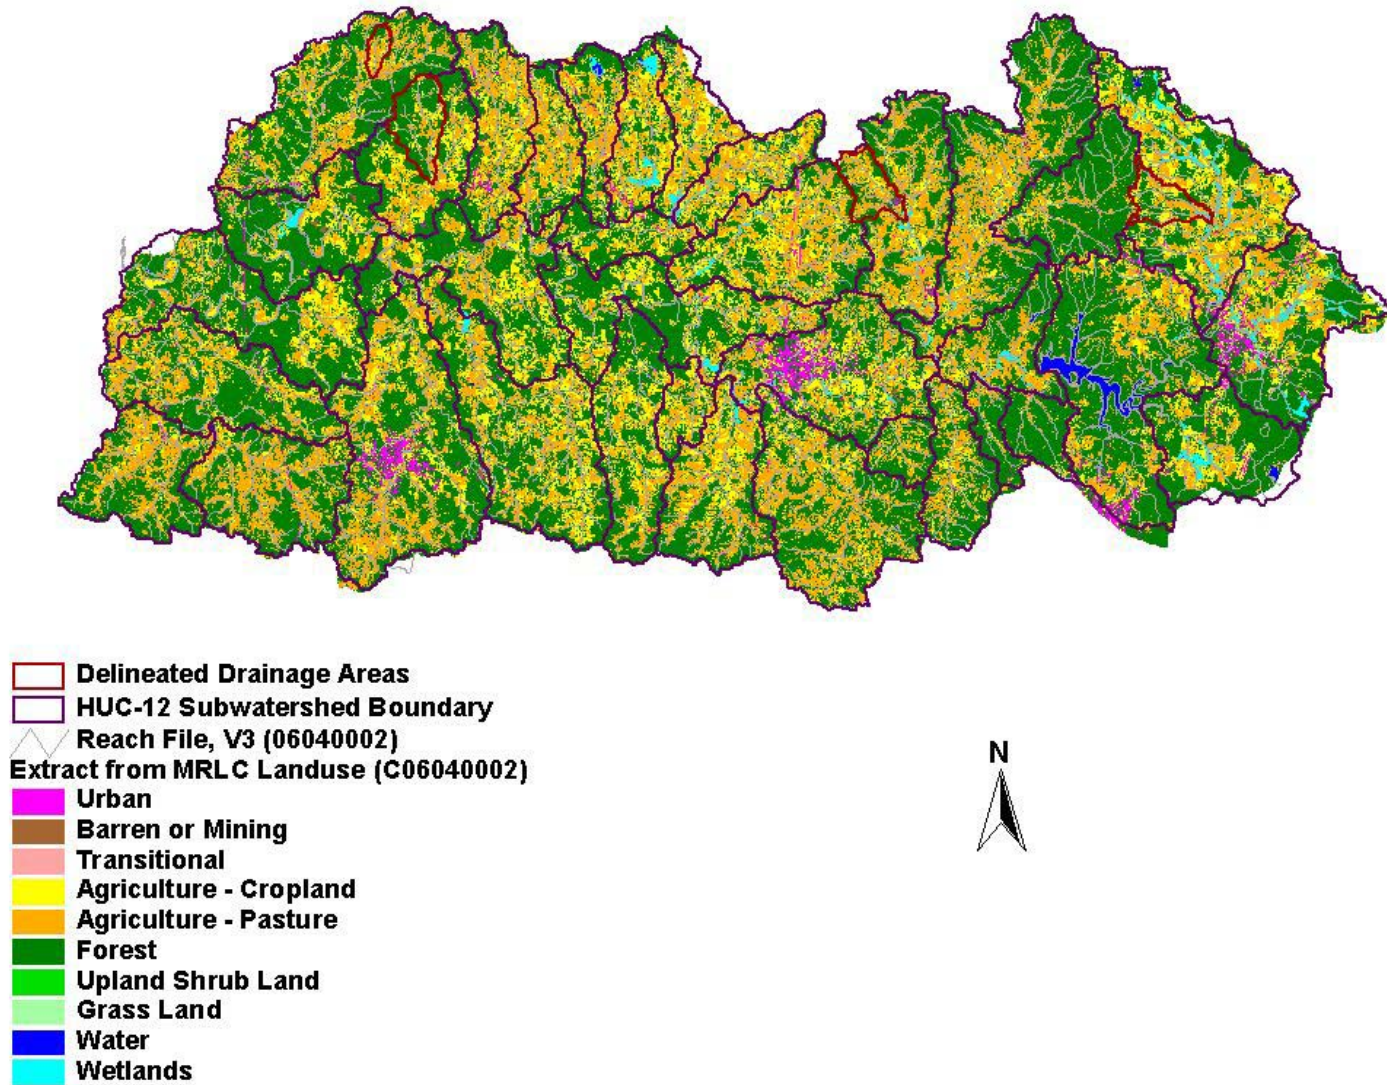 Delineated Drainage Areas
HUC-12 Subwatershed Boundary
Reach File, V3 (06040002)
Extract from MRLC Landuse (C06040002)
Urban
Barren or Mining
Transitional
Agriculture - Cropland
Agriculture - Pasture
Forest
Upland Shrub Land
Grass Land
Water
Wetlands
N